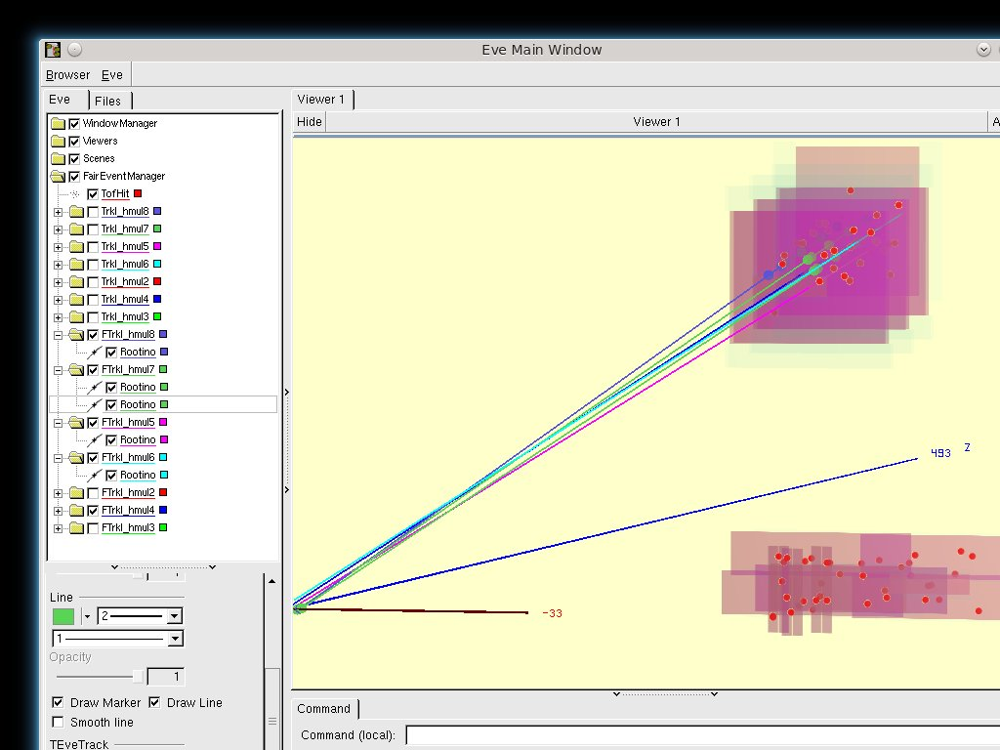 Eve Main Window
Browser Eve
Eve Files
Viewer 1
Hide Viewer 1 A
WindowManager
Viewers
Scenes
FairEventManager
TofHit
Trkl_hmul8
Trkl_hmul7
Trkl_hmul5
Trkl_hmul6
Trkl_hmul2
Trkl_hmul4
Trkl_hmul3
FTrkl_hmul8
Rootino
FTrkl_hmul7
Rootino
Rootino
FTrkl_hmul5
Rootino
FTrkl_hmul6
Rootino
FTrkl_hmul2
FTrkl_hmul4
FTrkl_hmul3
493 Z
-33
Line
2
1
Opacity
1
Draw Marker Draw Line
Smooth line
TEveTrack
Command
Command (local):